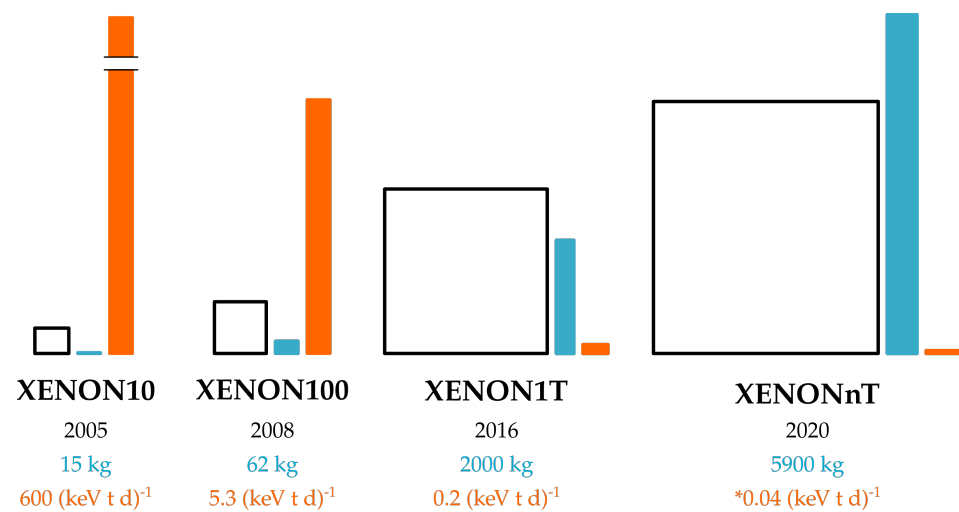 XENON10 XENON100 XENON1T XENONnT
2005 2008 2016 2020
15 kg 62 kg 2000 kg 5900 kg
600 (keV t d)⁻¹ 5.3 (keV t d)⁻¹ 0.2 (keV t d)⁻¹ *0.04 (keV t d)⁻¹